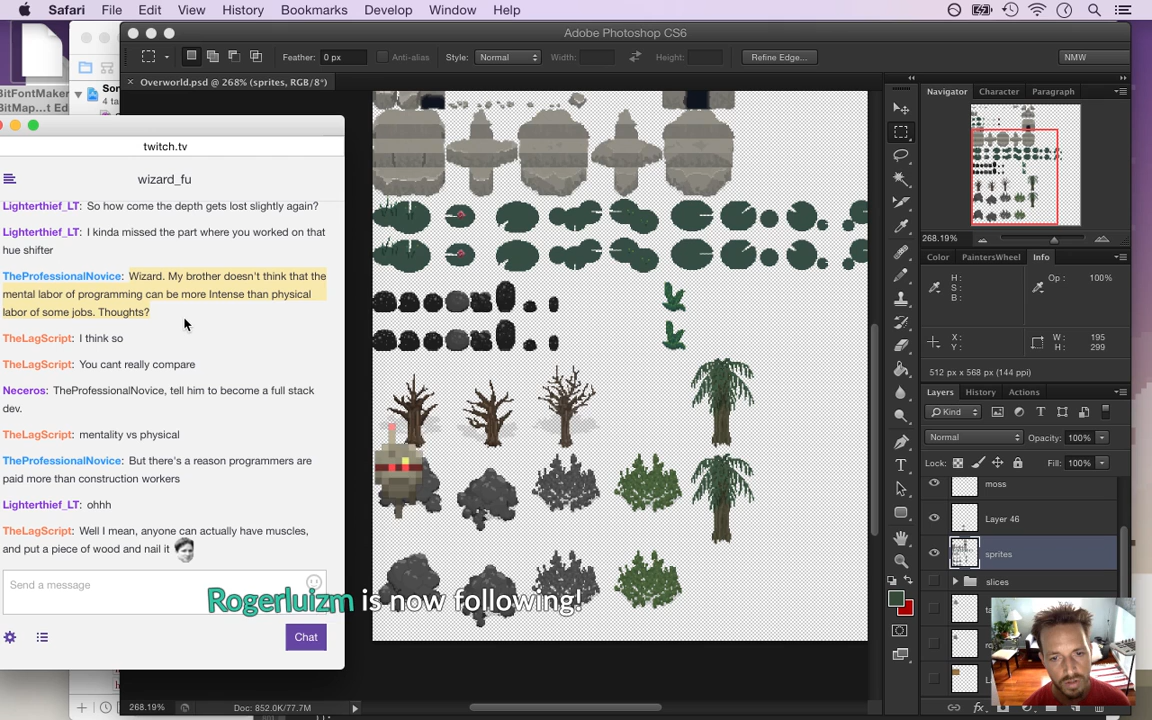 Safari File Edit View History Bookmarks Develop Window Help
Adobe Photoshop CS6
Feather: 0 px Anti-alias Style: Normal Width: Height: Refine Edge... NMW
Overworld.psd @ 268% (sprites, RGB/8*)
BitFontMaker
BitMap...t Ed
twitch.tv
wizard_fu
Lighterthief_LT: So how come the depth gets lost slightly again?
Lighterthief_LT: I kinda missed the part where you worked on that
hue shifter
TheProfessionalNovice: Wizard. My brother doesn't think that the
mental labor of programming can be more Intense than physical
labor of some jobs. Thoughts?
TheLagScript: I think so
TheLagScript: You cant really compare
Neceros: TheProfessionalNovice, tell him to become a full stack
dev.
TheLagScript: mentality vs physical
TheProfessionalNovice: But there's a reason programmers are
paid more than construction workers
Lighterthief_LT: ohhh
TheLagScript: Well I mean, anyone can actually have muscles,
and put a piece of wood and nail it
Send a message
Chat
Rogerluizm is now following!
Navigator Character Paragraph
268.19%
Color PaintersWheel Info
H: Op: 100%
S:
B:
X: W: 195
Y: H: 299
512 px x 568 px (144 ppi)
Layers History Actions
Kind
Normal Opacity: 100%
Lock: Fill: 100%
moss
Layer 46
sprites
slices
268.19% Doc: 852.0K/77.7M